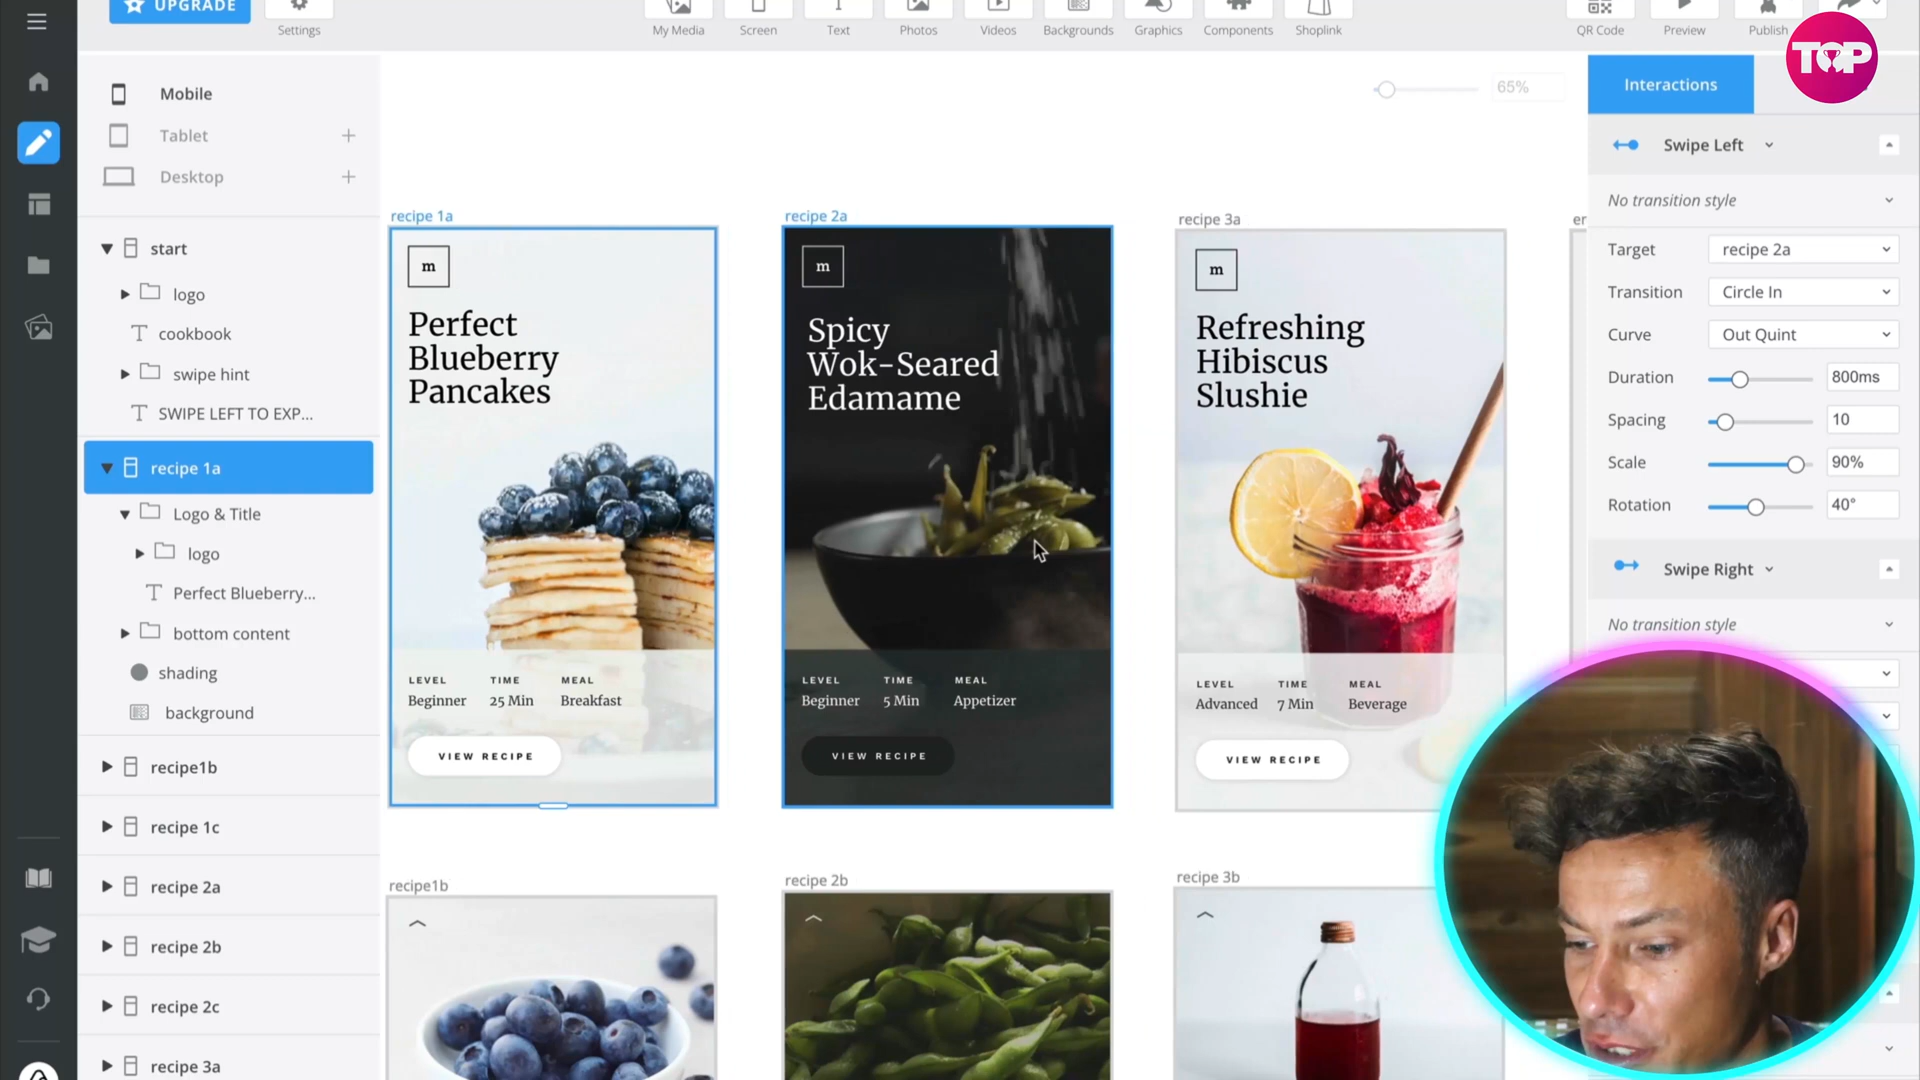 UPGRADE
Settings
My Media
Screen
Text
Photos
Videos
Backgrounds
Graphics
Components
Shoplink
QR Code
Preview
Publish
TOP
Mobile
Tablet
Desktop
65%
Interactions
start
logo
cookbook
swipe hint
SWIPE LEFT TO EXP...
recipe 1a
Logo & Title
logo
Perfect Blueberry...
bottom content
shading
background
recipe1b
recipe 1c
recipe 2a
recipe 2b
recipe 2c
recipe 3a
recipe 1a
m
Perfect
Blueberry
Pancakes
LEVEL TIME MEAL
Beginner 25 Min Breakfast
VIEW RECIPE
recipe 2a
m
Spicy
Wok-Seared
Edamame
LEVEL TIME MEAL
Beginner 5 Min Appetizer
VIEW RECIPE
recipe 3a
m
Refreshing
Hibiscus
Slushie
LEVEL TIME MEAL
Advanced 7 Min Beverage
VIEW RECIPE
er
recipe1b
recipe 2b
recipe 3b
Swipe Left
No transition style
Target recipe 2a
Transition Circle In
Curve Out Quint
Duration 800ms
Spacing 10
Scale 90%
Rotation 40°
Swipe Right
No transition style